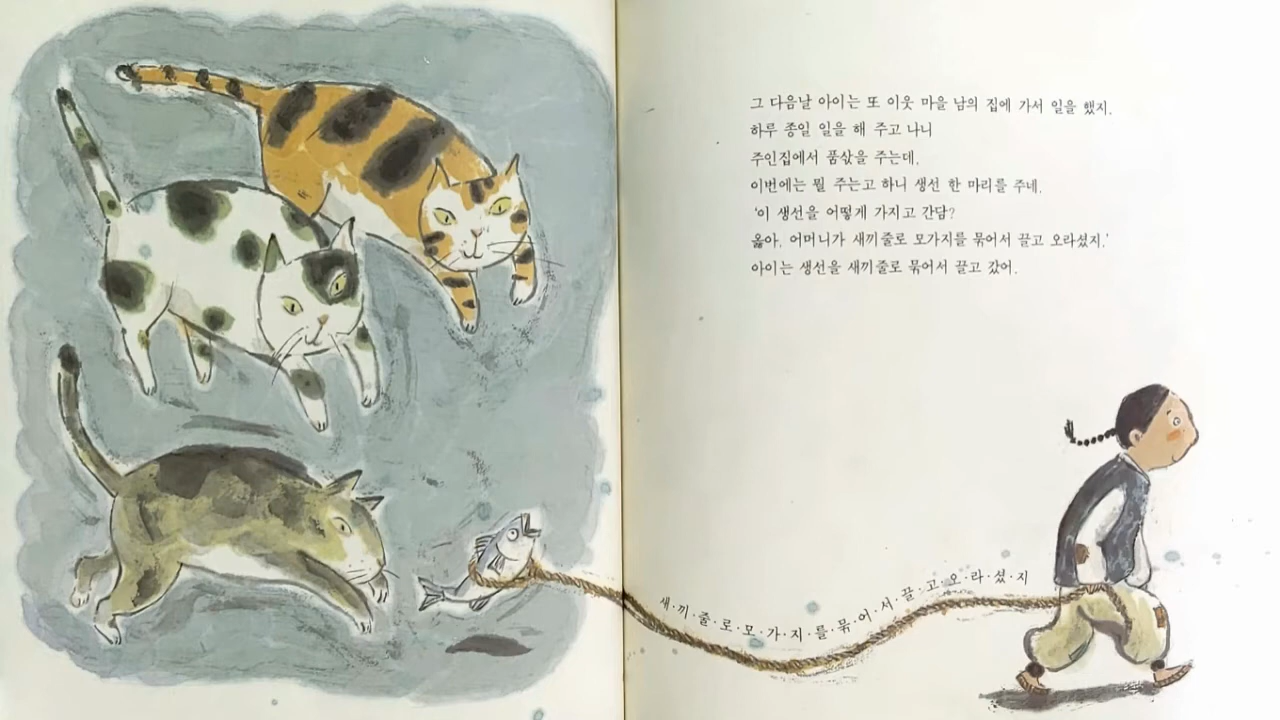 그 다음날 아이는 또 이웃 마을 남의 집에 가서 일을 했지.
하루 종일 일을 해 주고 나니
주인집에서 품삯을 주는데,
이번에는 뭘 주는고 하니 생선 한 마리를 주네.
'이 생선을 어떻게 가지고 간담?
옳아, 어머니가 새끼줄로 모가지를 묶어서 끌고 오라셨지.'
아이는 생선을 새끼줄로 묶어서 끌고 갔어.
새·끼·줄·로·모·가·지·를·묶·어·서·끌·고·오·라·셨·지